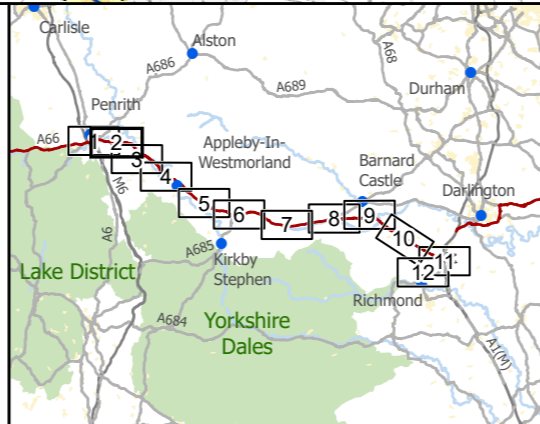 Carlisle
Alston
A68
A686
A689
Durham
Penrith
A66
1
2
3
Appleby-In-
Westmorland
Barnard
Castle
4
M6
Darlington
5
6
7
8
9
A6
10
A685
11
Lake District
Kirkby
Stephen
12
Richmond
A684
Yorkshire
Dales
A1(M)